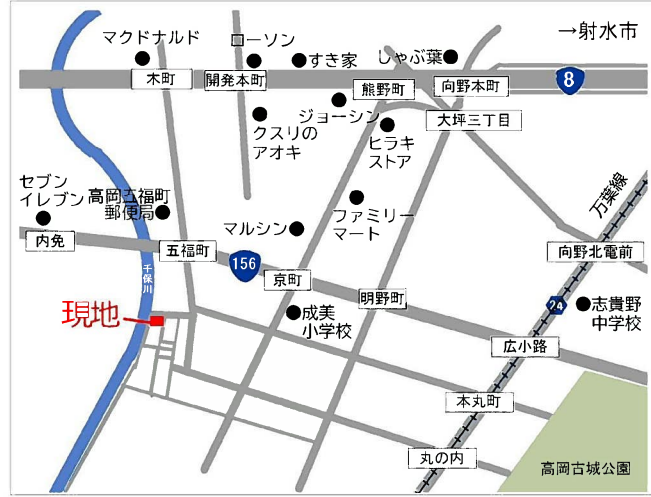 →射水市
マクドナルド
ローソン
すき家
しゃぶ葉
木町
開発本町
熊野町
向野本町
8
ジョーシン
クスリの
アオキ
ヒラキ
ストア
大坪三丁目
セブン
イレブン
高岡五福町
郵便局
マルシン
ファミリー
マート
万葉線
内免
五福町
156
京町
明野町
向野北電前
千保川
現地
成美
小学校
24
志貴野
中学校
広小路
本丸町
丸の内
高岡古城公園